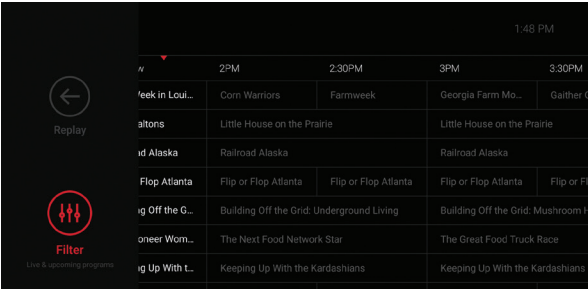 1:48 PM
w 2PM 2:30PM 3PM 3:30PM
Week in Loui... Corn Warriors Farmweek Georgia Farm Mo... Gaither
Replay
altons Little House on the Prairie Little House on the Prairie
ad Alaska Railroad Alaska Railroad Alaska
Flop Atlanta Flip or Flop Atlanta Flip or Flop Atlanta Flip or Flop Atlanta Flip or Fl
ng Off the G... Building Off the Grid: Underground Living Building Off the Grid: Mushroom H
Filter
oneer Wom... The Next Food Network Star The Great Food Truck Race
Live & upcoming programs
ng Up With t... Keeping Up With the Kardashians Keeping Up With the Kardashians